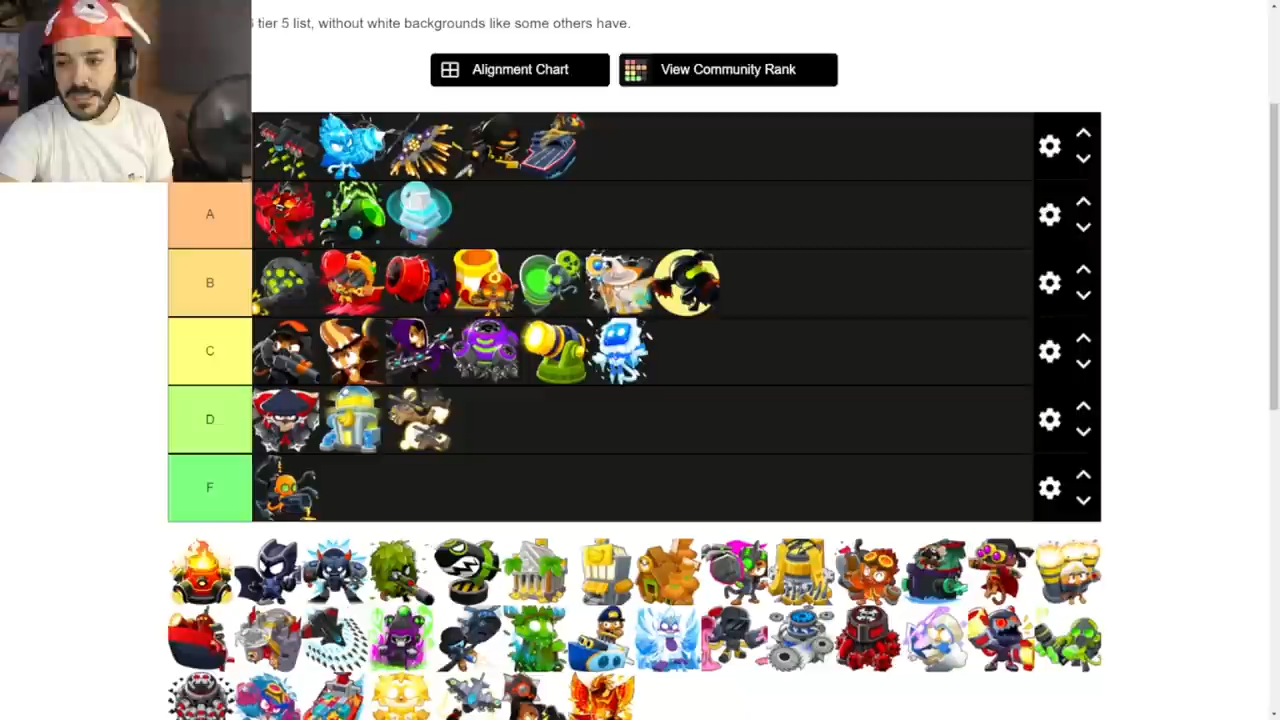 tier 5 list, without white backgrounds like some others have.
Alignment Chart
View Community Rank
A
B
C
D
F